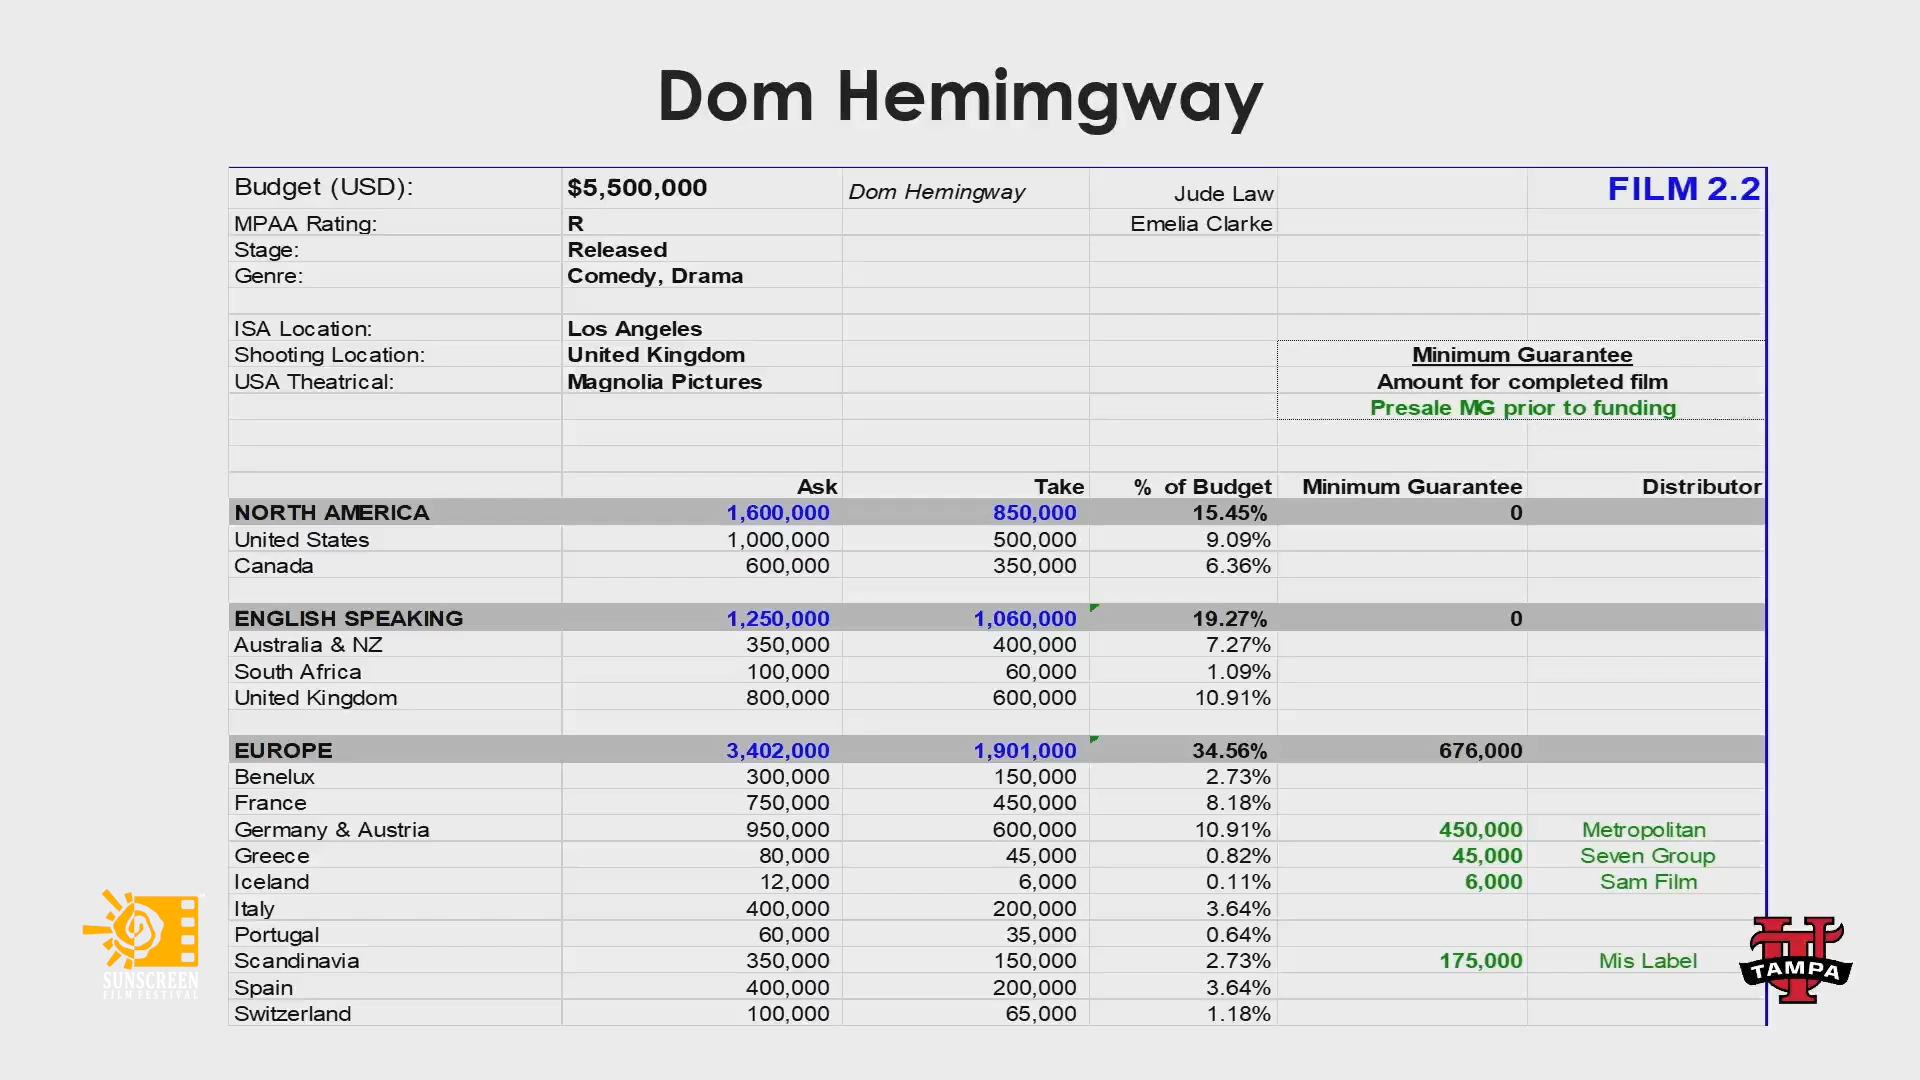 Dom Hemimgway
Budget (USD): $5,500,000 Dom Hemingway Jude Law FILM 2.2
MPAA Rating: R Emelia Clarke
Stage: Released
Genre: Comedy, Drama
ISA Location: Los Angeles
Shooting Location: United Kingdom Minimum Guarantee
USA Theatrical: Magnolia Pictures Amount for completed film
Presale MG prior to funding
Ask Take % of Budget Minimum Guarantee Distributor
NORTH AMERICA 1,600,000 850,000 15.45% 0
United States 1,000,000 500,000 9.09%
Canada 600,000 350,000 6.36%
ENGLISH SPEAKING 1,250,000 1,060,000 19.27% 0
Australia & NZ 350,000 400,000 7.27%
South Africa 100,000 60,000 1.09%
United Kingdom 800,000 600,000 10.91%
EUROPE 3,402,000 1,901,000 34.56% 676,000
Benelux 300,000 150,000 2.73%
France 750,000 450,000 8.18%
Germany & Austria 950,000 600,000 10.91% 450,000 Metropolitan
Greece 80,000 45,000 0.82% 45,000 Seven Group
Iceland 12,000 6,000 0.11% 6,000 Sam Film
Italy 400,000 200,000 3.64%
Portugal 60,000 35,000 0.64%
Scandinavia 350,000 150,000 2.73% 175,000 Mis Label
Spain 400,000 200,000 3.64%
Switzerland 100,000 65,000 1.18%
SUNSCREEN
FILM FESTIVAL
UT
TAMPA